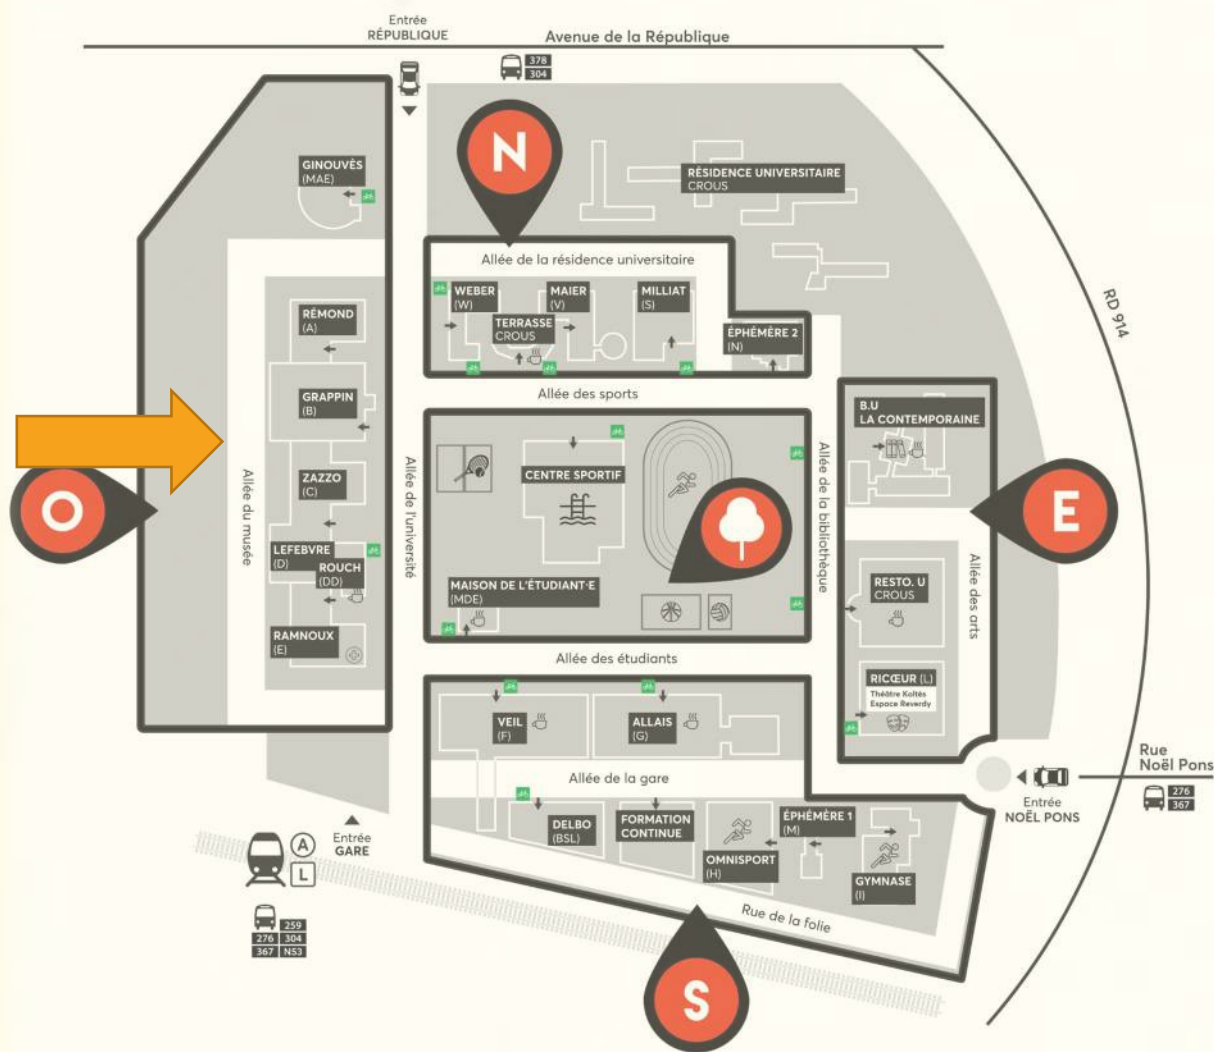 Entrée
RÉPUBLIQUE
Avenue de la République
378
304
N
GINOUVÈS
(MAE)
RÉSIDENCE UNIVERSITAIRE
CROUS
Allée de la résidence universitaire
WEBER
(W)
MAIER
(V)
MILLIAT
(S)
TERRASSE
CROUS
ÉPHÉMÈRE 2
(N)
RD 914
RÉMOND
(A)
Allée des sports
GRAPPIN
(B)
B.U
LA CONTEMPORAINE
CENTRE SPORTIF
ZAZZO
(C)
O
E
Allée du musée
Allée de l'université
Allée de la bibliothèque
LEFEBVRE
(D)
ROUCH
(DD)
MAISON DE L'ÉTUDIANT·E
(MDE)
RESTO. U
CROUS
Allée des arts
RAMNOUX
(E)
Allée des étudiants
RICŒUR (L)
Théâtre Koltès
Espace Reverdy
VEIL
(F)
ALLAIS
(G)
Allée de la gare
Rue
Noël Pons
276
367
Entrée
NOËL PONS
DELBO
(BSL)
FORMATION
CONTINUE
ÉPHÉMÈRE 1
(M)
OMNISPORT
(H)
GYMNASE
(I)
Entrée
GARE
A
L
259
276 304
367 N53
Rue de la folie
S